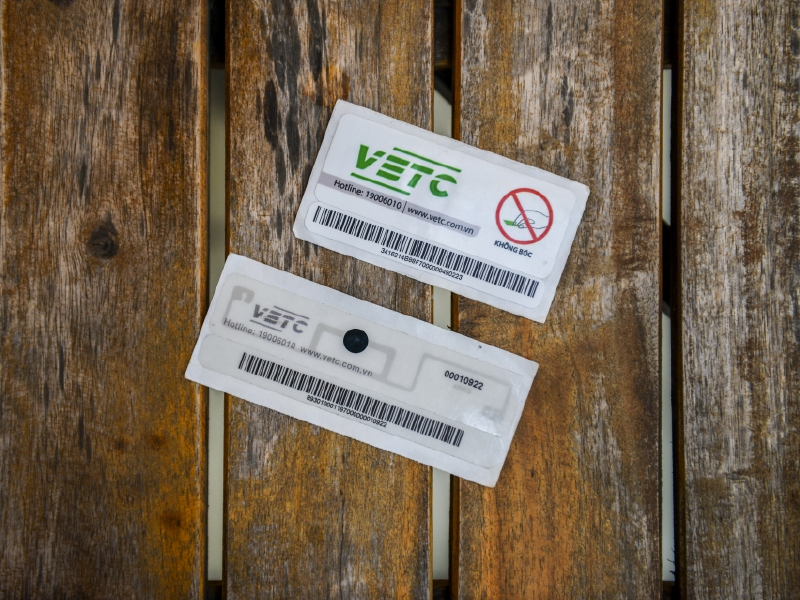 VETC
Hotline: 19006010 | www.vetc.com.vn
KHÔNG BÓC
VETC
Hotline: 19006010 www.vetc.com.vn
00010922